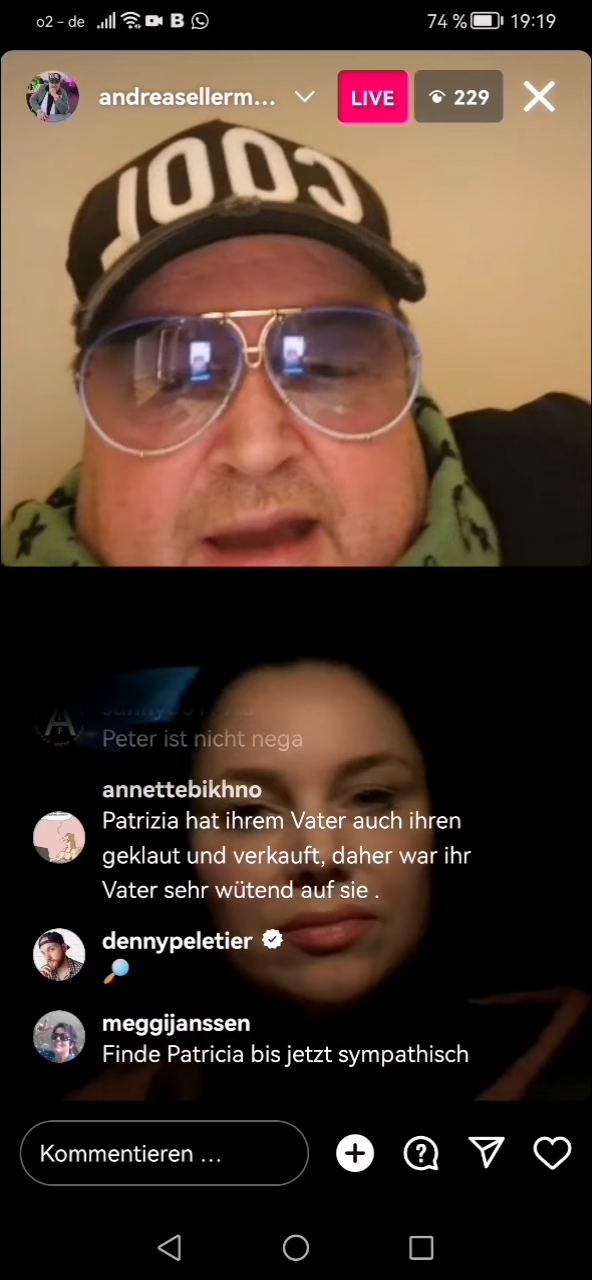 o2 - de
B
74 %
19:19
andreasellerm...
LIVE
229
COOL
Peter ist nicht nega
annettebikhno
Patrizia hat ihrem Vater auch ihren
geklaut und verkauft, daher war ihr
Vater sehr wütend auf sie .
dennypeletier
meggijanssen
Finde Patricia bis jetzt sympathisch
Kommentieren ...